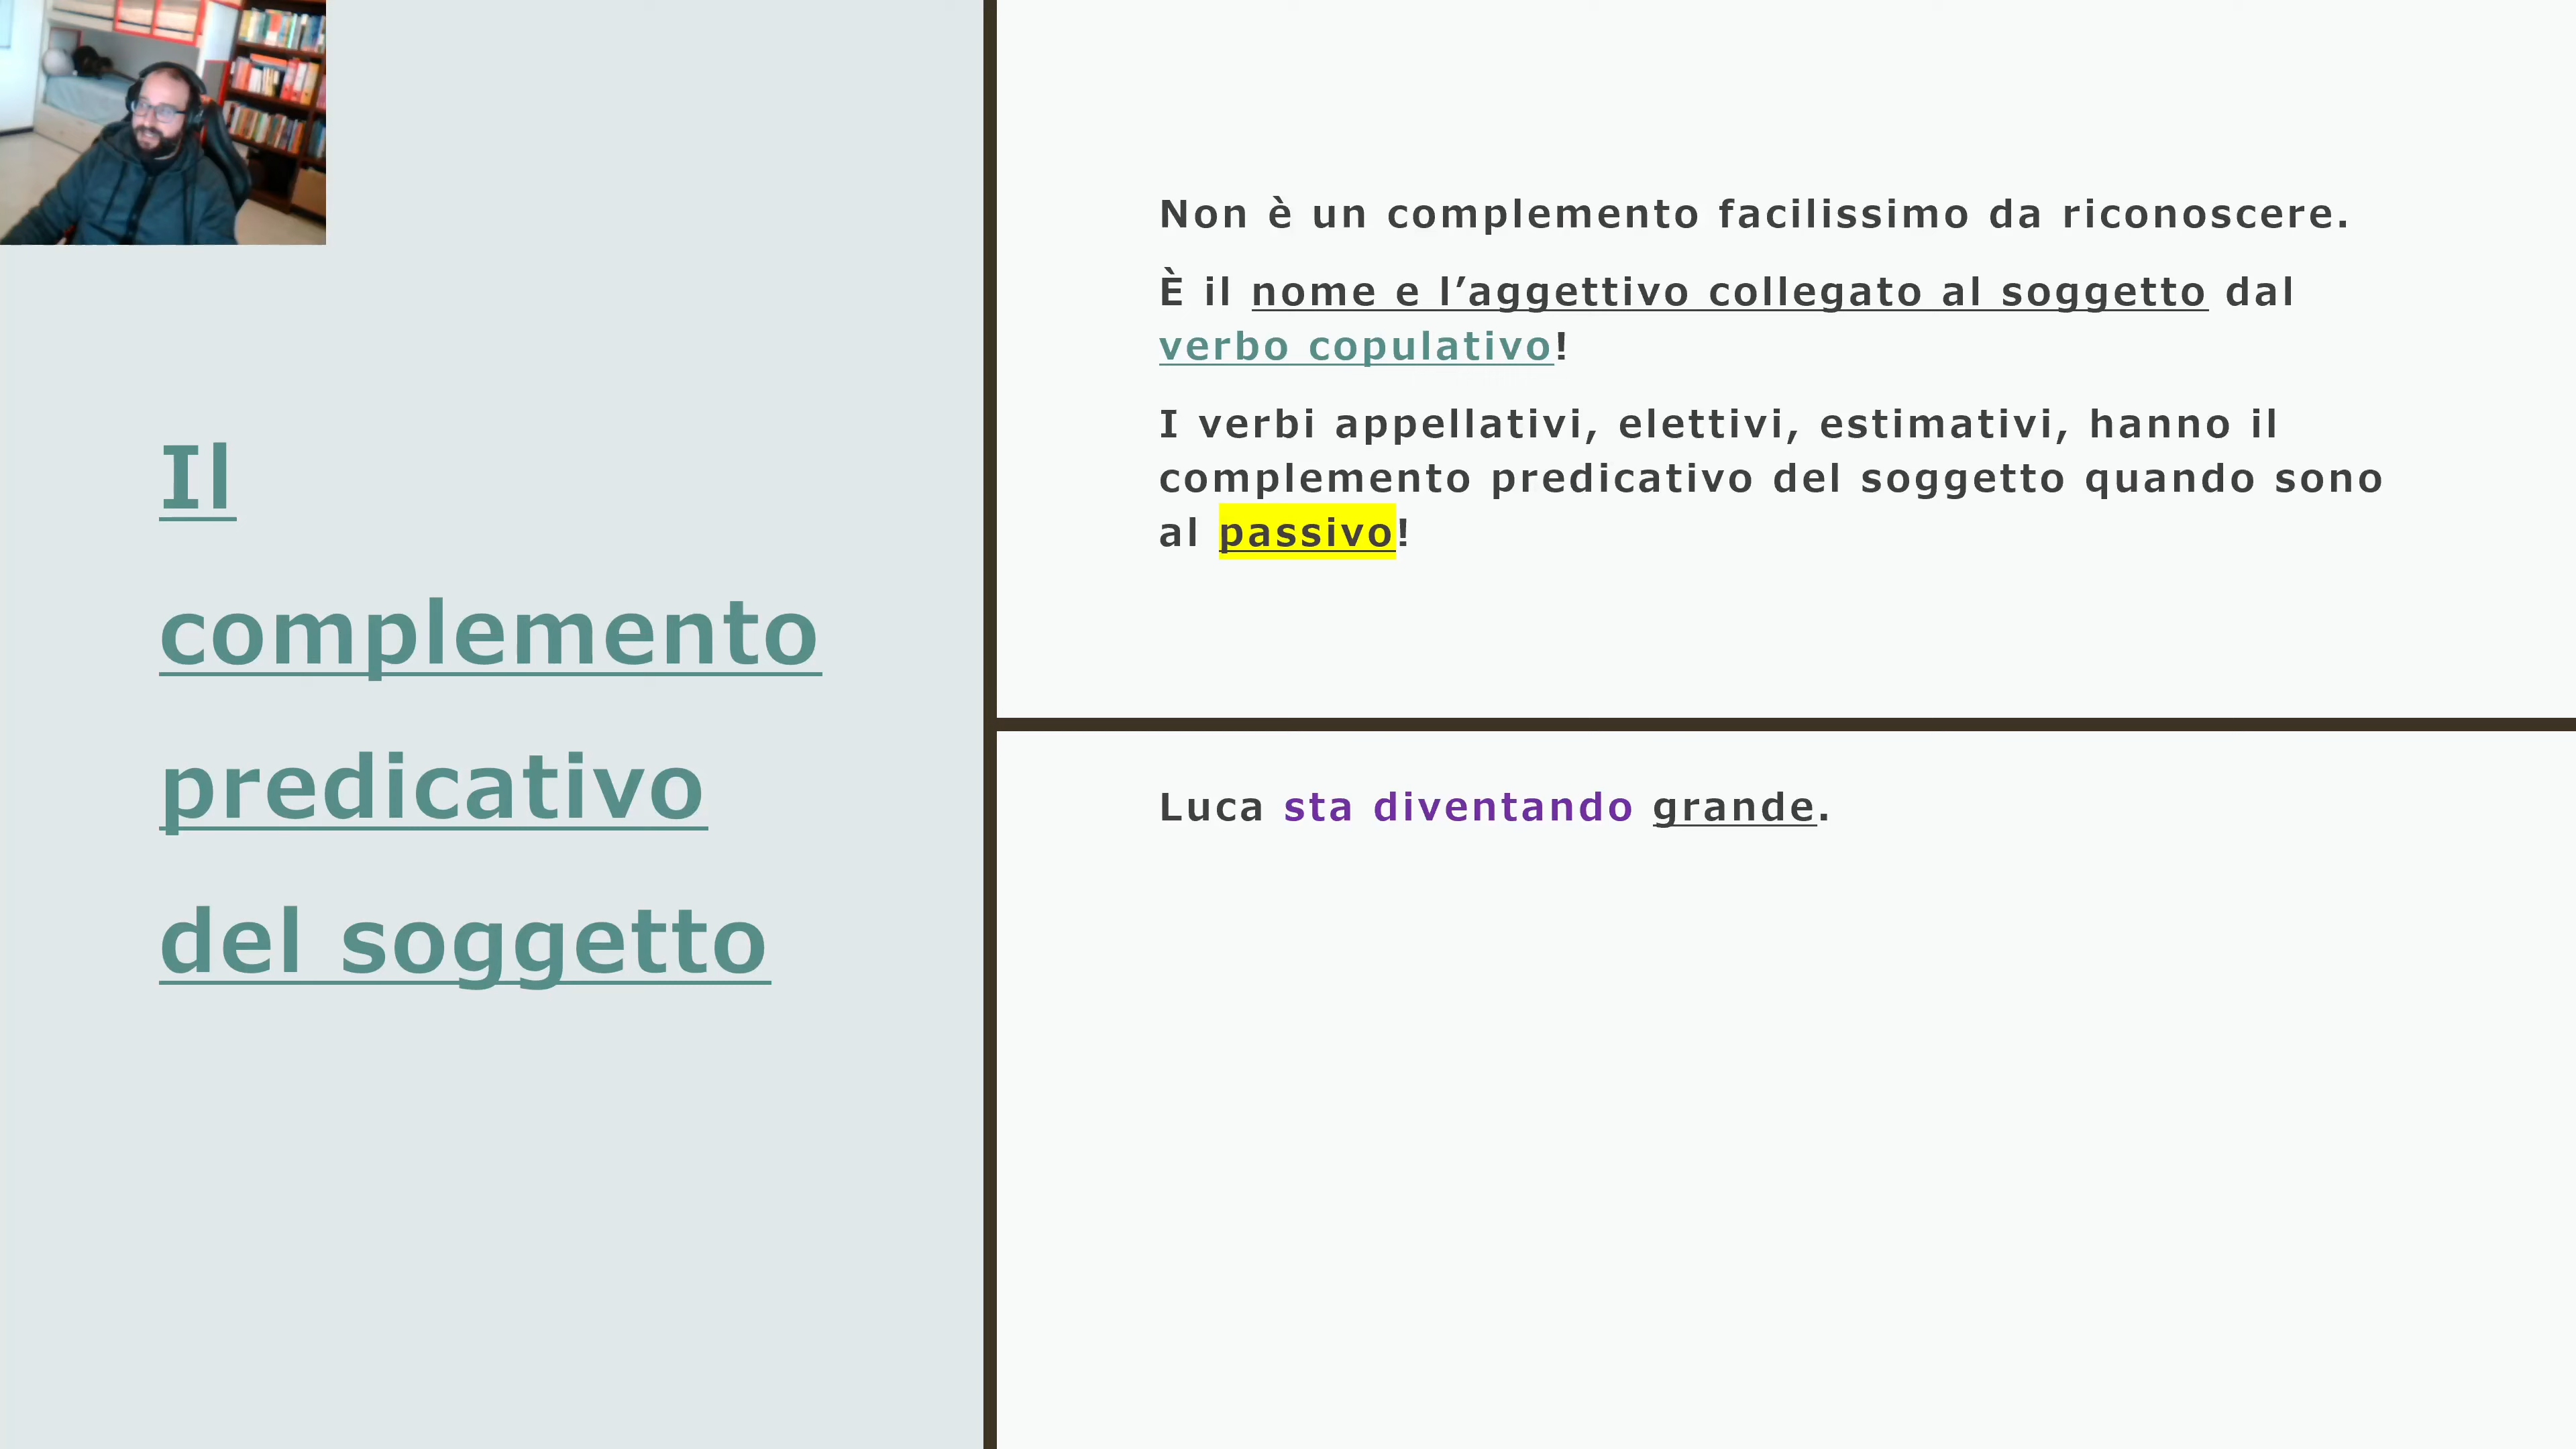 Il
complemento
predicativo
del soggetto
Non è un complemento facilissimo da riconoscere.
È il nome e l’aggettivo collegato al soggetto dal
verbo copulativo!
I verbi appellativi, elettivi, estimativi, hanno il
complemento predicativo del soggetto quando sono
al passivo!
Luca sta diventando grande.